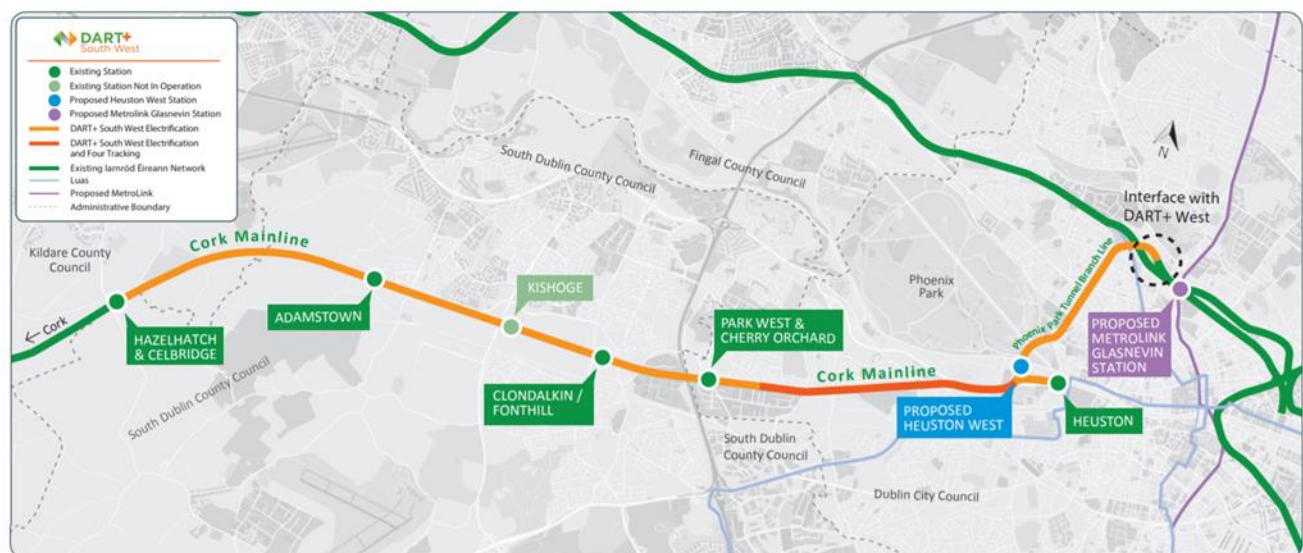 DART+
South West
Existing Station
Existing Station Not In Operation
Proposed Heuston West Station
Proposed Metrolink Glasnevin Station
DART+ South West Electrification
DART+ South West Electrification
and Four Tracking
Existing Iarnród Éireann Network
Luas
Proposed MetroLink
Administrative Boundary
South Dublin County Council
Fingal County Council
N
Interface with
DART+ West
Kildare County
Council
Cork Mainline
← Cork
HAZELHATCH
& CELBRIDGE
ADAMSTOWN
KISHOGE
CLONDALKIN /
FONTHILL
PARK WEST &
CHERRY ORCHARD
Phoenix
Park
Phoenix Park Tunnel Branch Line
PROPOSED
METROLINK
GLASNEVIN
STATION
Cork Mainline
PROPOSED
HEUSTON WEST
HEUSTON
South Dublin County Council
South Dublin
County Council
Dublin City Council